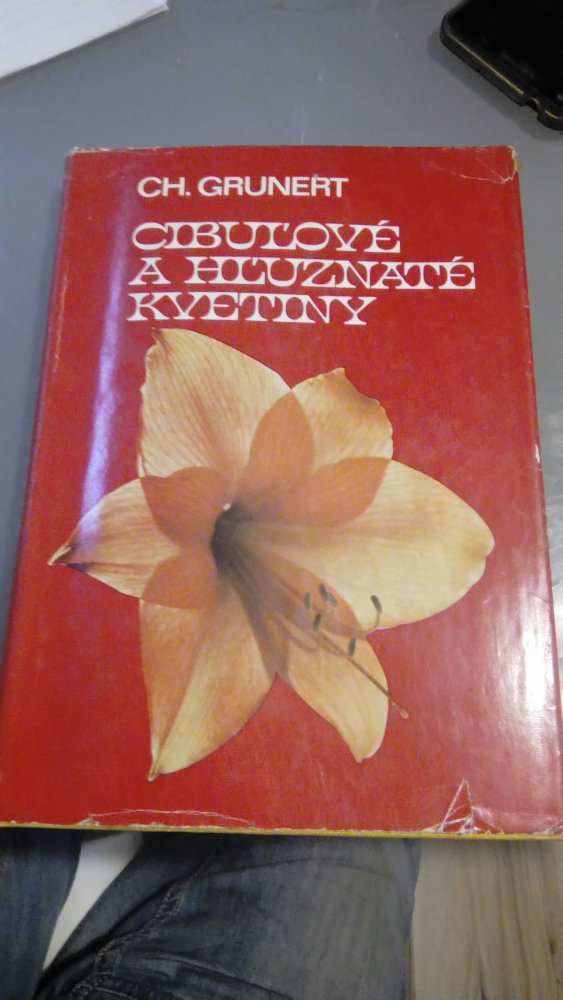 CH. GRUNERT
CIBUĽOVÉ
A HĽUZNATÉ
KVETINY